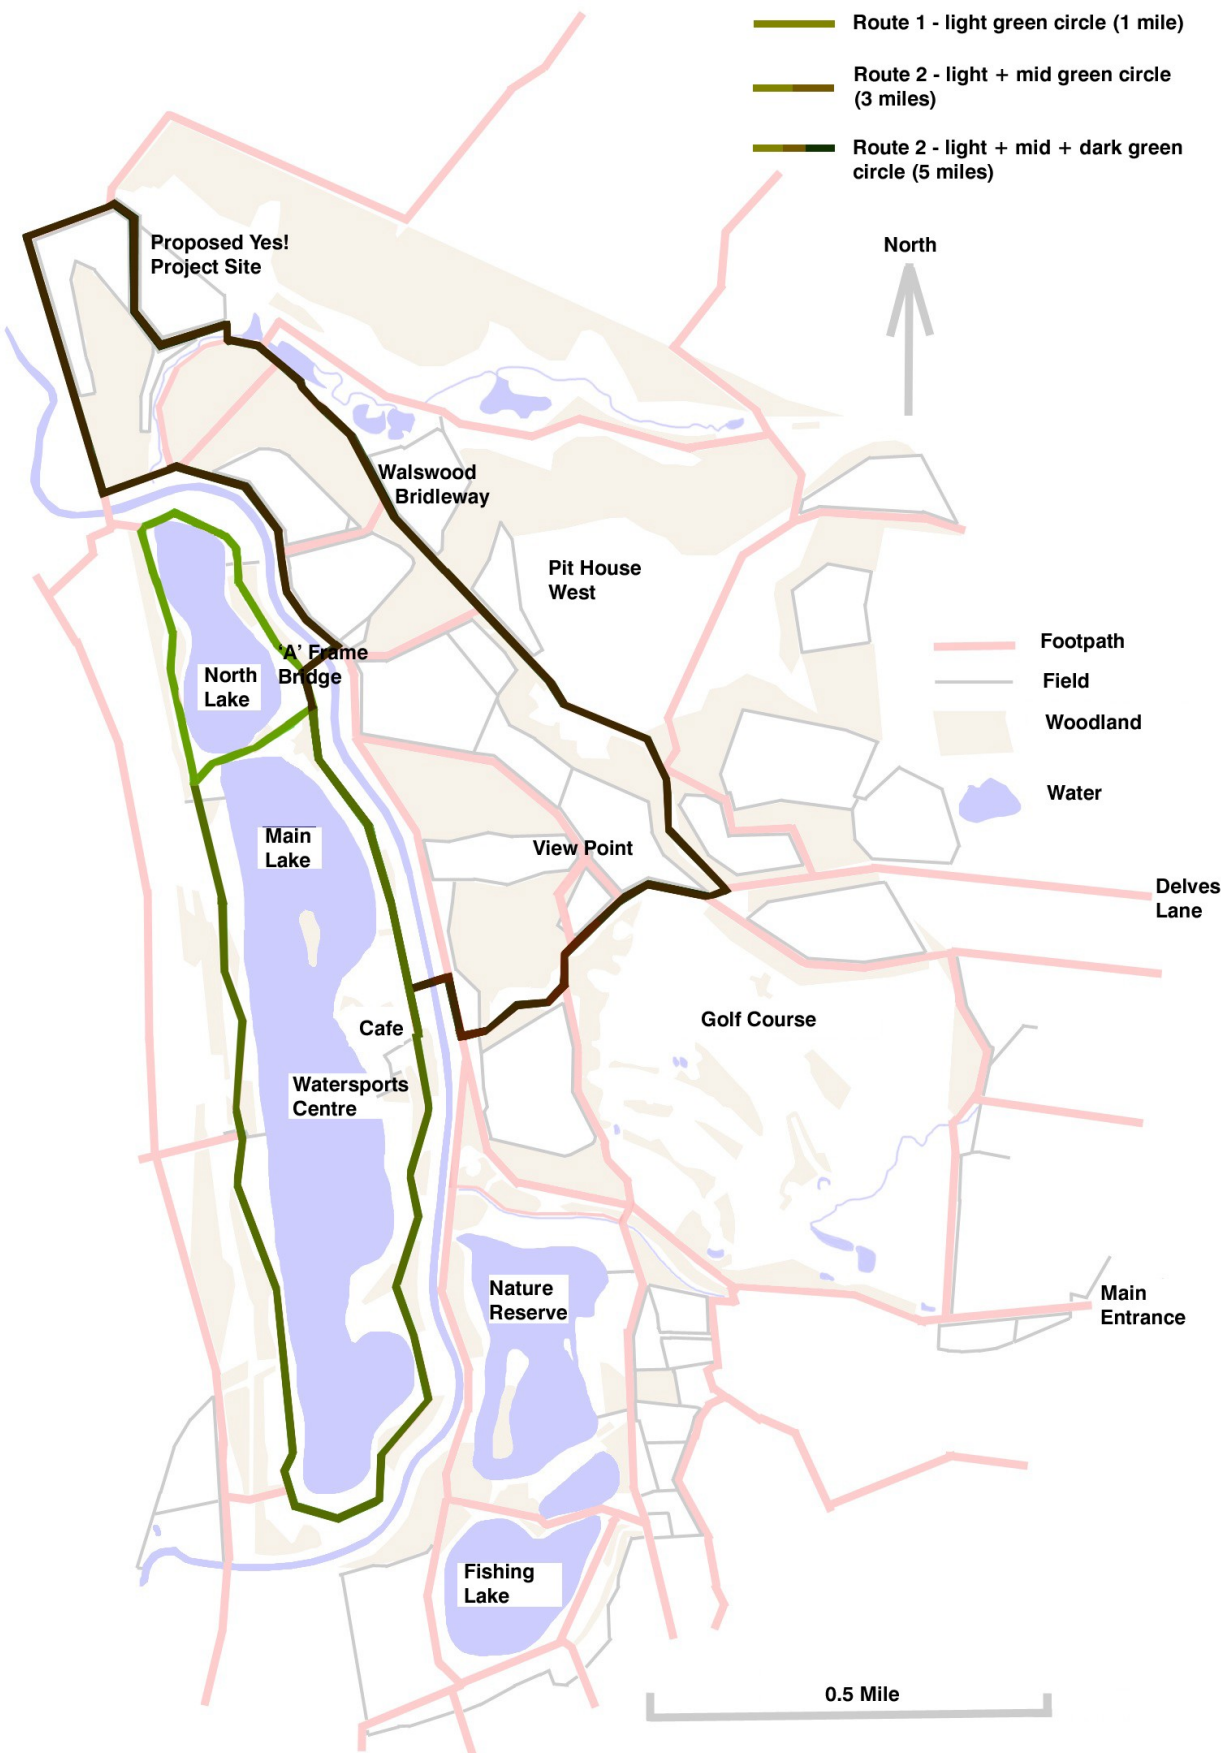 Route 1 - light green circle (1 mile)
Route 2 - light + mid green circle
(3 miles)
Route 2 - light + mid + dark green
circle (5 miles)
North
Proposed Yes!
Project Site
Walswood
Bridleway
Pit House
West
'A' Frame
Bridge
North
Lake
Footpath
Field
Woodland
Water
Main
Lake
View Point
Delves
Lane
Cafe
Golf Course
Watersports
Centre
Nature
Reserve
Main
Entrance
Fishing
Lake
0.5 Mile